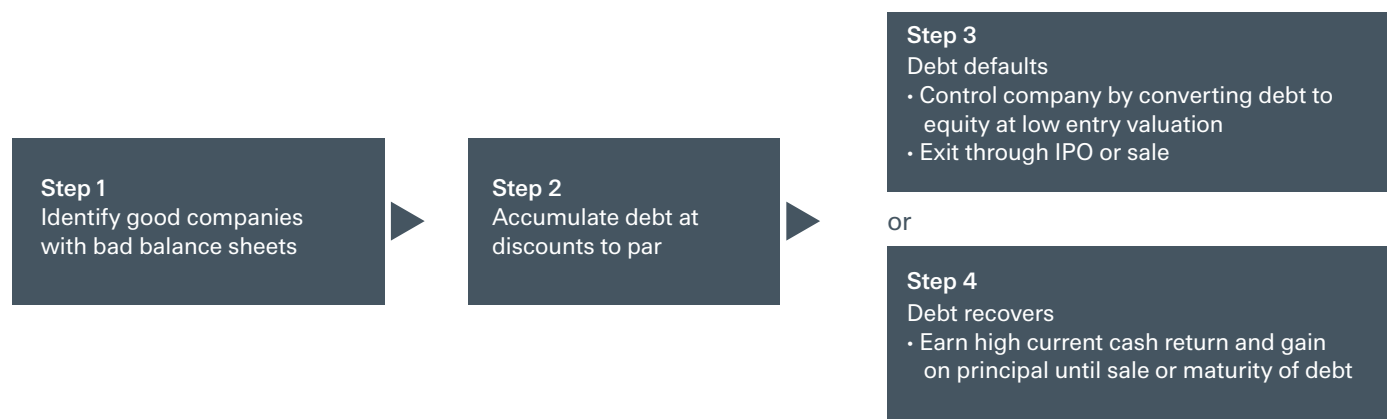 Step 1
Identify good companies
with bad balance sheets
Step 2
Accumulate debt at
discounts to par
Step 3
Debt defaults
• Control company by converting debt to
equity at low entry valuation
• Exit through IPO or sale
or
Step 4
Debt recovers
• Earn high current cash return and gain
on principal until sale or maturity of debt